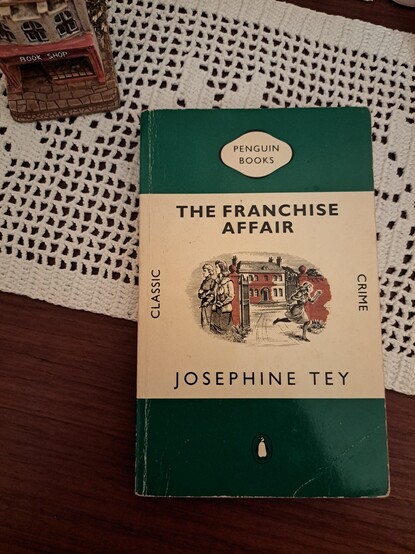 BOOK SHOP
PENGUIN
BOOKS
THE FRANCHISE
AFFAIR
CLASSIC
CRIME
JOSEPHINE TEY